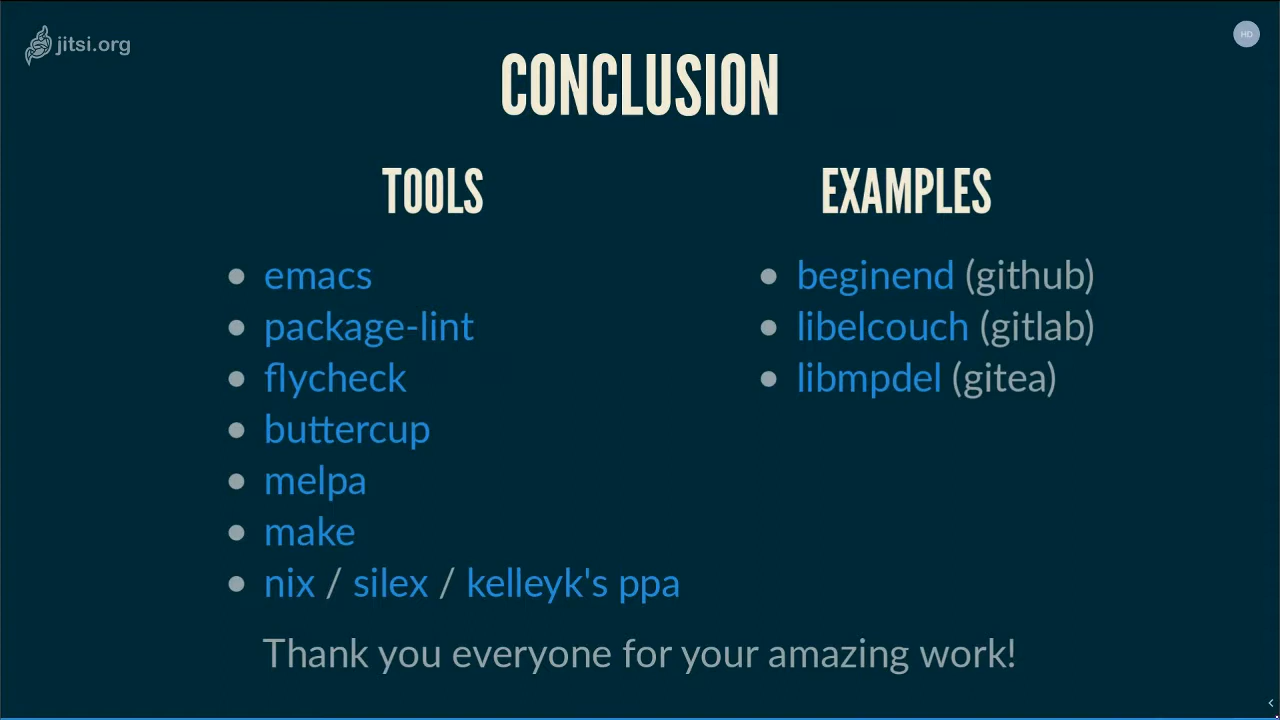 jitsi.org
HD
CONCLUSION
TOOLS
emacs
package-lint
flycheck
buttercup
melpa
make
nix / silex / kelleyk's ppa
EXAMPLES
beginend (github)
libelcouch (gitlab)
libmpdel (gitea)
Thank you everyone for your amazing work!